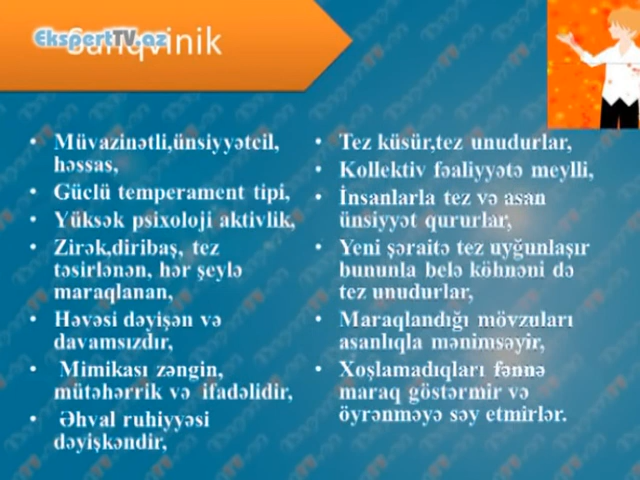 EkspertTV.az
Sanqvinik
• Müvazinətli,ünsiyyətcil,
həssas,
• Güclü temperament tipi,
• Yüksək psixoloji aktivlik,
• Zirək,diribaş, tez
təsirlənən, hər şeylə
maraqlanan,
• Həvəsi dəyişən və
davamsızdır,
• Mimikası zəngin,
mütəhərrik və ifadəlidir,
• Əhval ruhiyyəsi
dəyişkəndir,
• Tez küsür,tez unudurlar,
• Kollektiv fəaliyyətə meylli,
• İnsanlarla tez və asan
ünsiyyət qururlar,
• Yeni şəraitə tez uyğunlaşır
bununla belə köhnəni də
tez unudurlar,
• Maraqlandığı mövzuları
asanlıqla mənimsəyir,
• Xoşlamadıqları fənnə
maraq göstərmir və
öyrənməyə səy etmirlər.